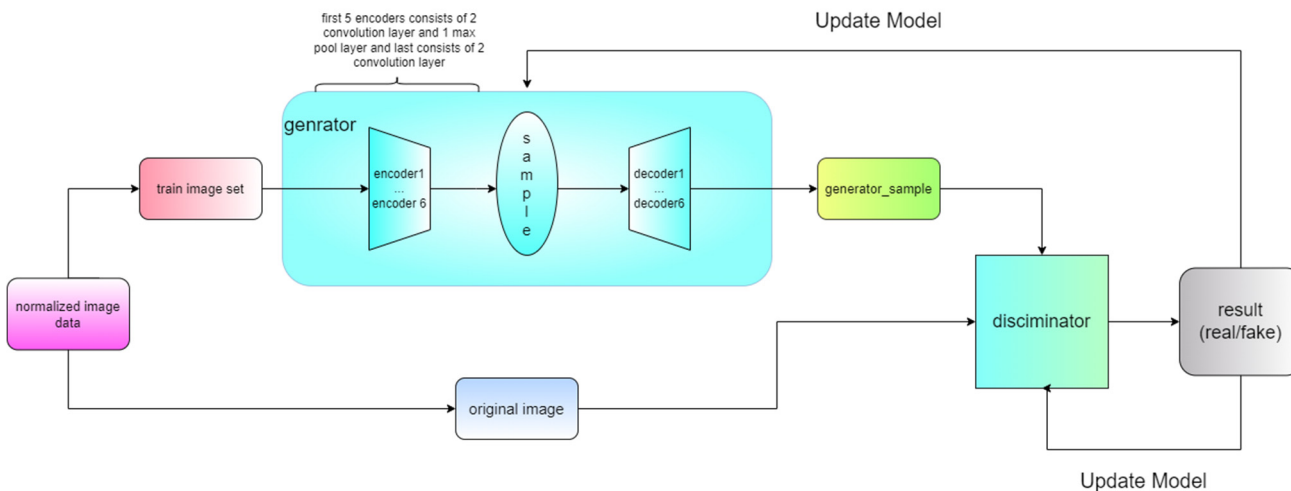 first 5 encoders consists of 2
convolution layer and 1 max
pool layer and last consists of 2
convolution layer
Update Model
genrator
train image set
encoder1
...
encoder 6
sample
decoder1
...
decoder6
generator_sample
normalized image
data
original image
disciminator
result
(real/fake)
Update Model